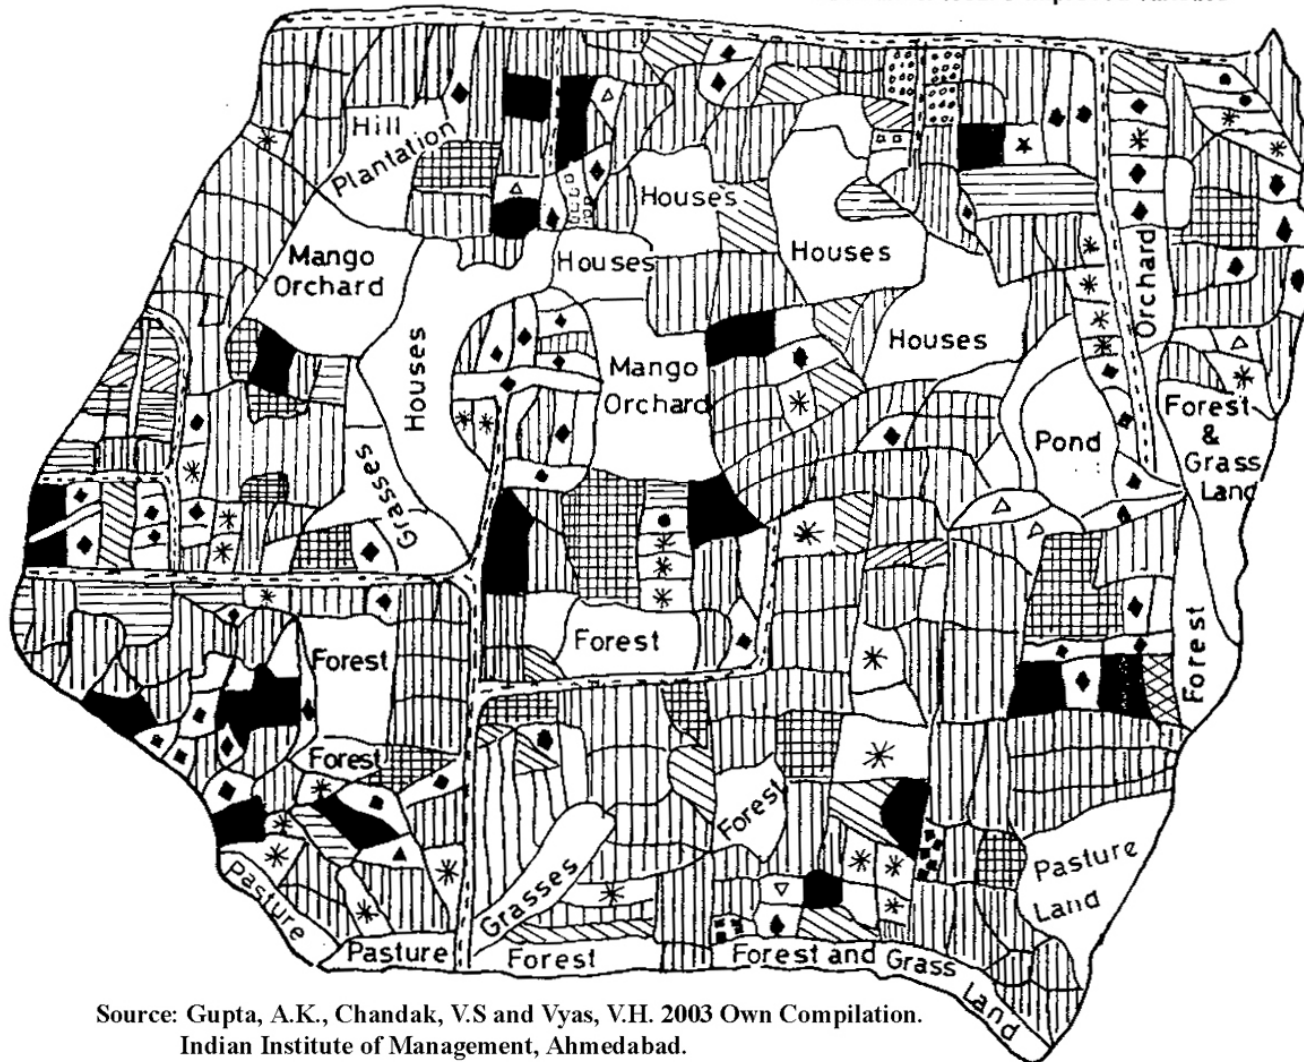 Hill
Plantation
Houses
Mango
Orchard
Houses
Houses
Orchard
Houses
Houses
Mango
Orchard
Forest
&
Grass
Land
Pond
Grasses
Forest
Forest
Forest
Forest
Forest
Pasture
Land
Grasses
Pasture
Pasture
Forest
Forest and Grass
Land
Source: Gupta, A.K., Chandak, V.S and Vyas, V.H. 2003 Own Compilation.
Indian Institute of Management, Ahmedabad.